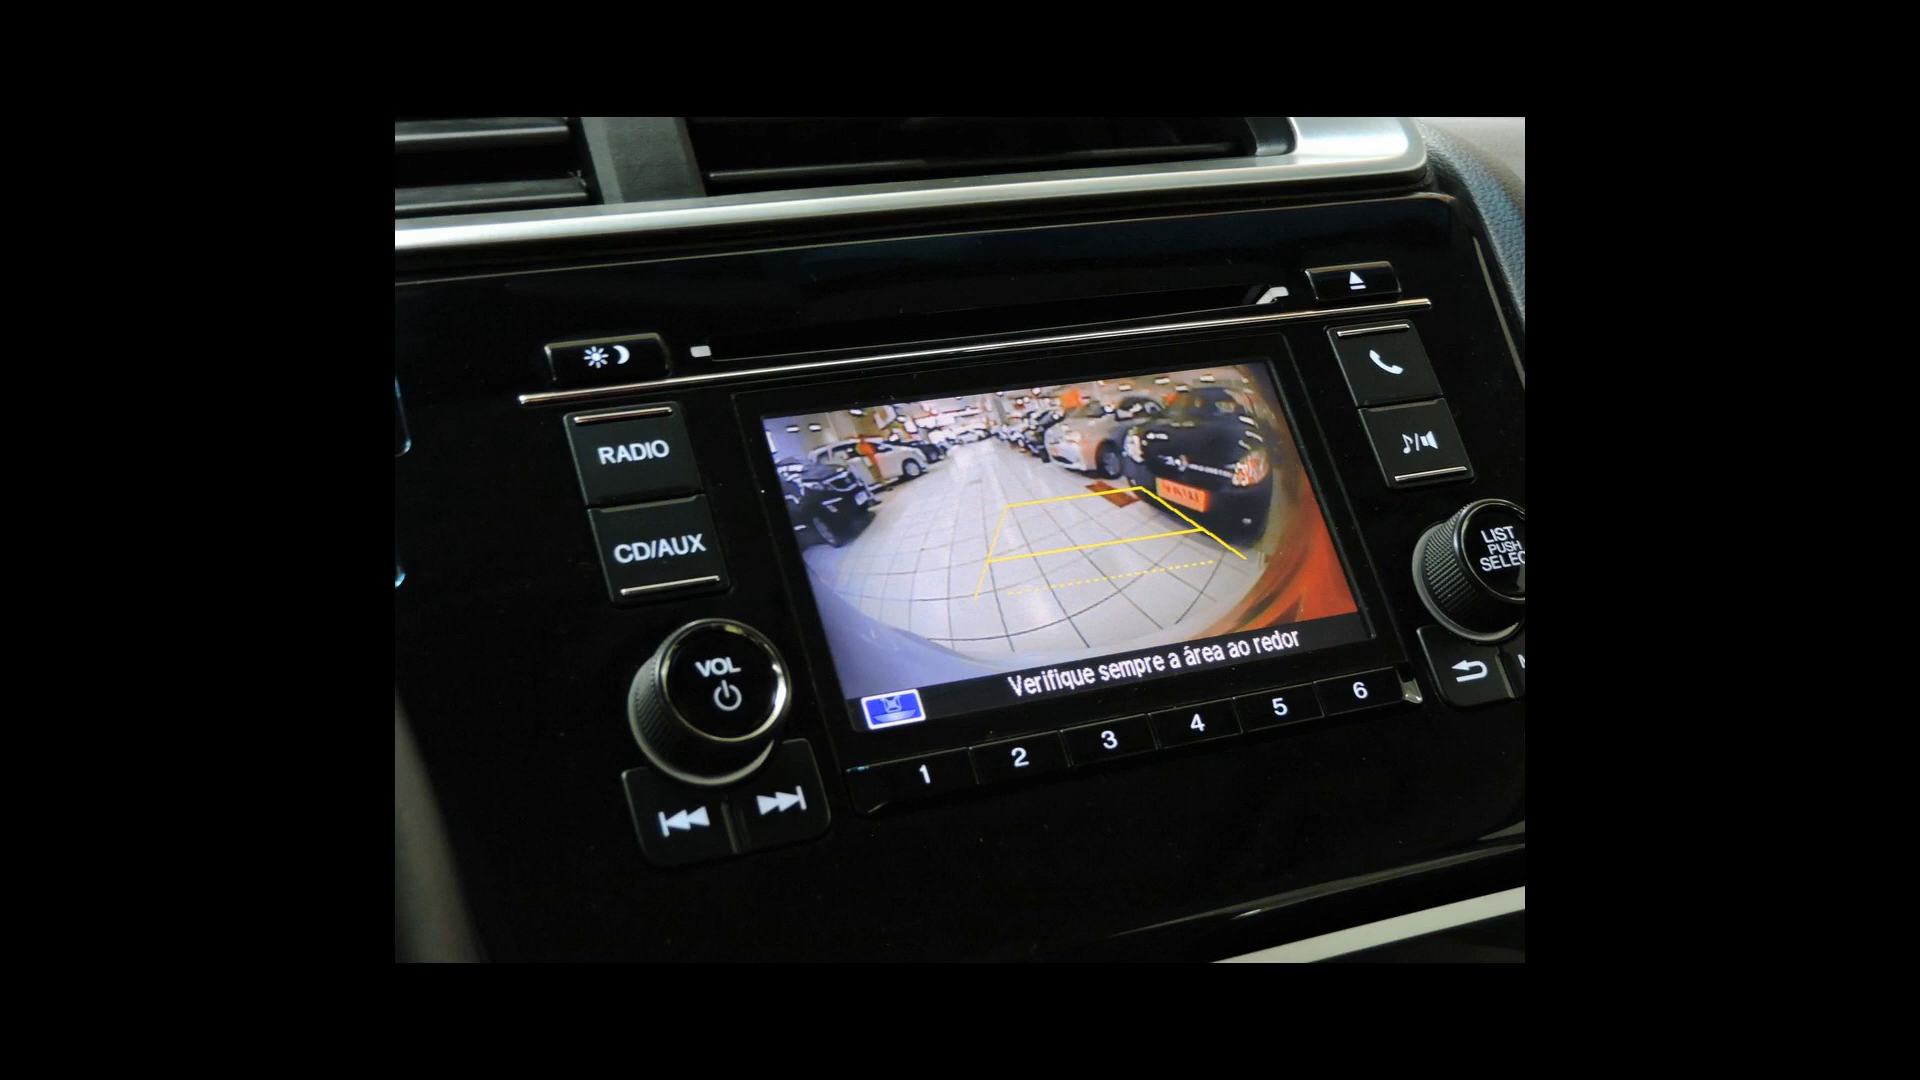 RADIO
CD/AUX
VOL
Verifique sempre a área ao redor
1 2 3 4 5 6
LIST
PUSH